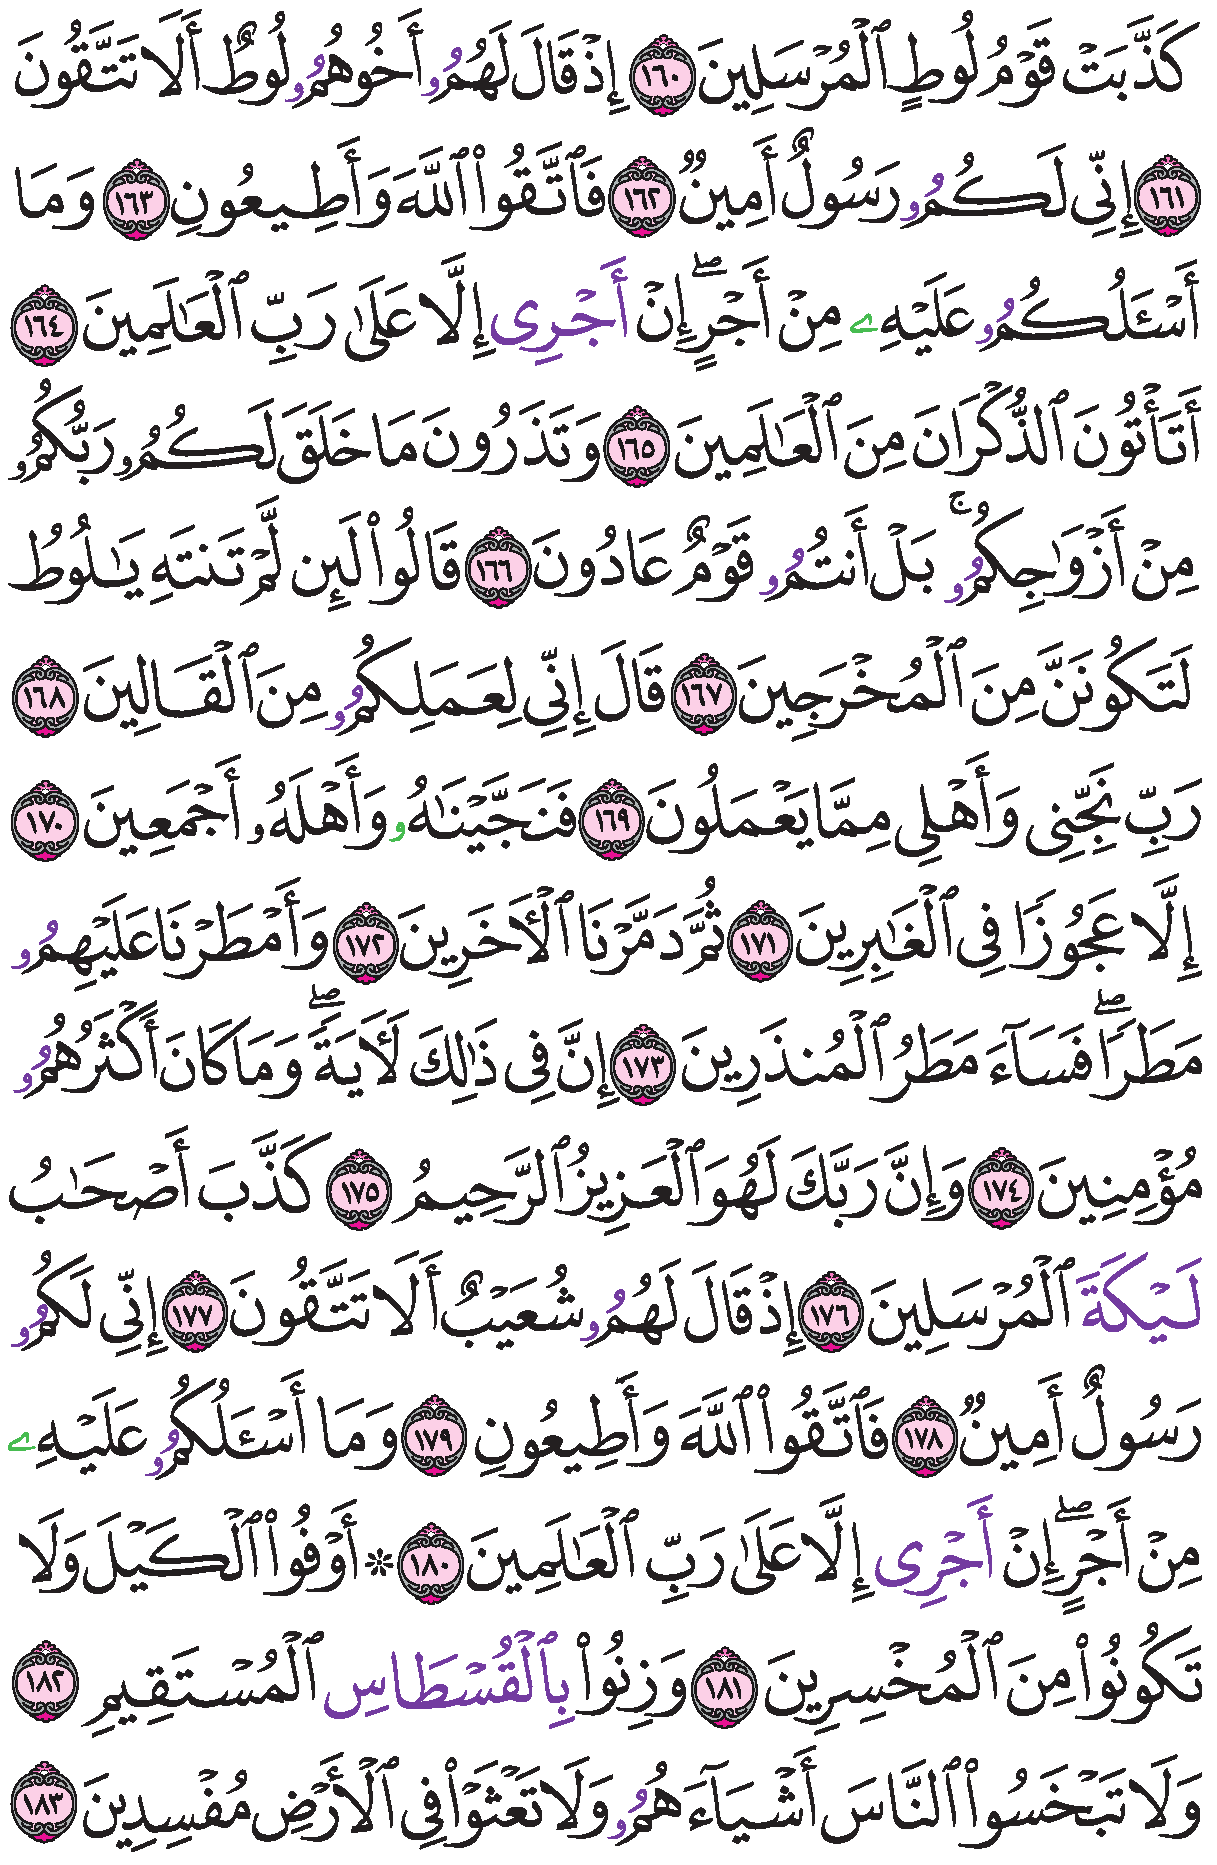 كَذَّبَتۡ قَوۡمُ لُوطٍ ٱلۡمُرۡسَلِينَ ١٦٠ إِذۡ قَالَ لَهُمُۥ أَخُوهُمُۥ لُوطٌ أَلَا تَتَّقُونَ
١٦١ إِنِّي لَكُمُۥ رَسُولٌ أَمِينٞ ١٦٢ فَٱتَّقُواْ ٱللَّهَ وَأَطِيعُونِ ١٦٣ وَمَا
أَسۡـَٔلُكُمُۥ عَلَيۡهِۦ مِنۡ أَجۡرٍۖ إِنۡ أَجۡرِي إِلَّا عَلَىٰ رَبِّ ٱلۡعَٰلَمِينَ ١٦٤
أَتَأۡتُونَ ٱلذُّكۡرَانَ مِنَ ٱلۡعَٰلَمِينَ ١٦٥ وَتَذَرُونَ مَا خَلَقَ لَكُمُۥ رَبُّكُمُۥ
مِنۡ أَزۡوَٰجِكُمُۥۚ بَلۡ أَنتُمُۥ قَوۡمٌ عَادُونَ ١٦٦ قَالُواْ لَئِن لَّمۡ تَنتَهِ يَٰلُوطُ
لَتَكُونَنَّ مِنَ ٱلۡمُخۡرَجِينَ ١٦٧ قَالَ إِنِّي لِعَمَلِكُمُۥ مِنَ ٱلۡقَالِينَ ١٦٨
رَبِّ نَجِّنِي وَأَهۡلِي مِمَّا يَعۡمَلُونَ ١٦٩ فَنَجَّيۡنَٰهُۥ وَأَهۡلَهُۥ أَجۡمَعِينَ ١٧٠
إِلَّا عَجُوزٗا فِي ٱلۡغَٰبِرِينَ ١٧١ ثُمَّ دَمَّرۡنَا ٱلۡأٓخَرِينَ ١٧٢ وَأَمۡطَرۡنَا عَلَيۡهِمُۥ
مَطَرٗاۖ فَسَآءَ مَطَرُ ٱلۡمُنذَرِينَ ١٧٣ إِنَّ فِي ذَٰلِكَ لَأٓيَةٗۖ وَمَا كَانَ أَكۡثَرُهُمُۥ
مُؤۡمِنِينَ ١٧٤ وَإِنَّ رَبَّكَ لَهُوَ ٱلۡعَزِيزُ ٱلرَّحِيمُ ١٧٥ كَذَّبَ أَصۡحَٰبُ
لَيۡكَةَ ٱلۡمُرۡسَلِينَ ١٧٦ إِذۡ قَالَ لَهُمُۥ شُعَيۡبٌ أَلَا تَتَّقُونَ ١٧٧ إِنِّي لَكُمُۥ
رَسُولٌ أَمِينٞ ١٧٨ فَٱتَّقُواْ ٱللَّهَ وَأَطِيعُونِ ١٧٩ وَمَا أَسۡـَٔلُكُمُۥ عَلَيۡهِۦ
مِنۡ أَجۡرٍۖ إِنۡ أَجۡرِي إِلَّا عَلَىٰ رَبِّ ٱلۡعَٰلَمِينَ ١٨٠ ۞ أَوۡفُواْ ٱلۡكَيۡلَ وَلَا
تَكُونُواْ مِنَ ٱلۡمُخۡسِرِينَ ١٨١ وَزِنُواْ بِٱلۡقُسۡطَاسِ ٱلۡمُسۡتَقِيمِ ١٨٢
وَلَا تَبۡخَسُواْ ٱلنَّاسَ أَشۡيَآءَهُمُۥ وَلَا تَعۡثَوۡاْ فِي ٱلۡأَرۡضِ مُفۡسِدِينَ ١٨٣